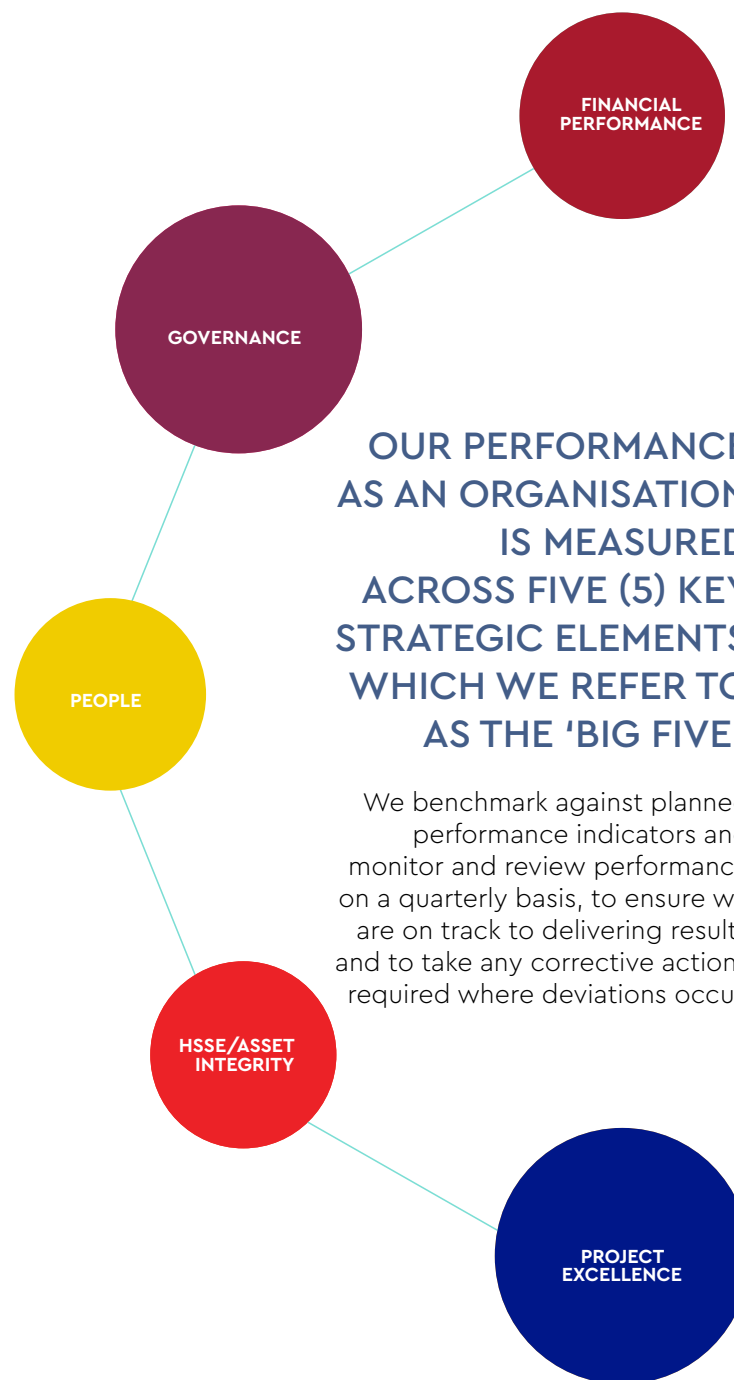 FINANCIAL
PERFORMANCE
GOVERNANCE
OUR PERFORMANCE
AS AN ORGANISATION
IS MEASURED
ACROSS FIVE (5) KEY
STRATEGIC ELEMENTS
WHICH WE REFER TO
AS THE ‘BIG FIVE
PEOPLE
We benchmark against planne
performance indicators an
monitor and review performanc
on a quarterly basis, to ensure w
are on track to delivering result
and to take any corrective action
required where deviations occu
HSSE/ASSET
INTEGRITY
PROJECT
EXCELLENCE